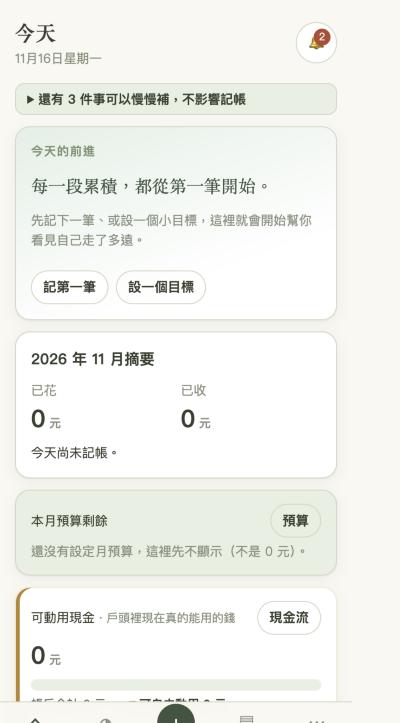 今天
11月16日星期一
2
▶ 還有 3 件事可以慢慢補，不影響記帳
今天的前進
每一段累積，都從第一筆開始。
先記下一筆、或設一個小目標，這裡就會開始幫你
看見自己走了多遠。
記第一筆 設一個目標
2026 年 11 月摘要
已花 已收
0 元 0 元
今天尚未記帳。
本月預算剩餘 預算
還沒有設定月預算，這裡先不顯示（不是 0 元）。
可動用現金 · 戶頭裡現在真的能用的錢 現金流
0 元